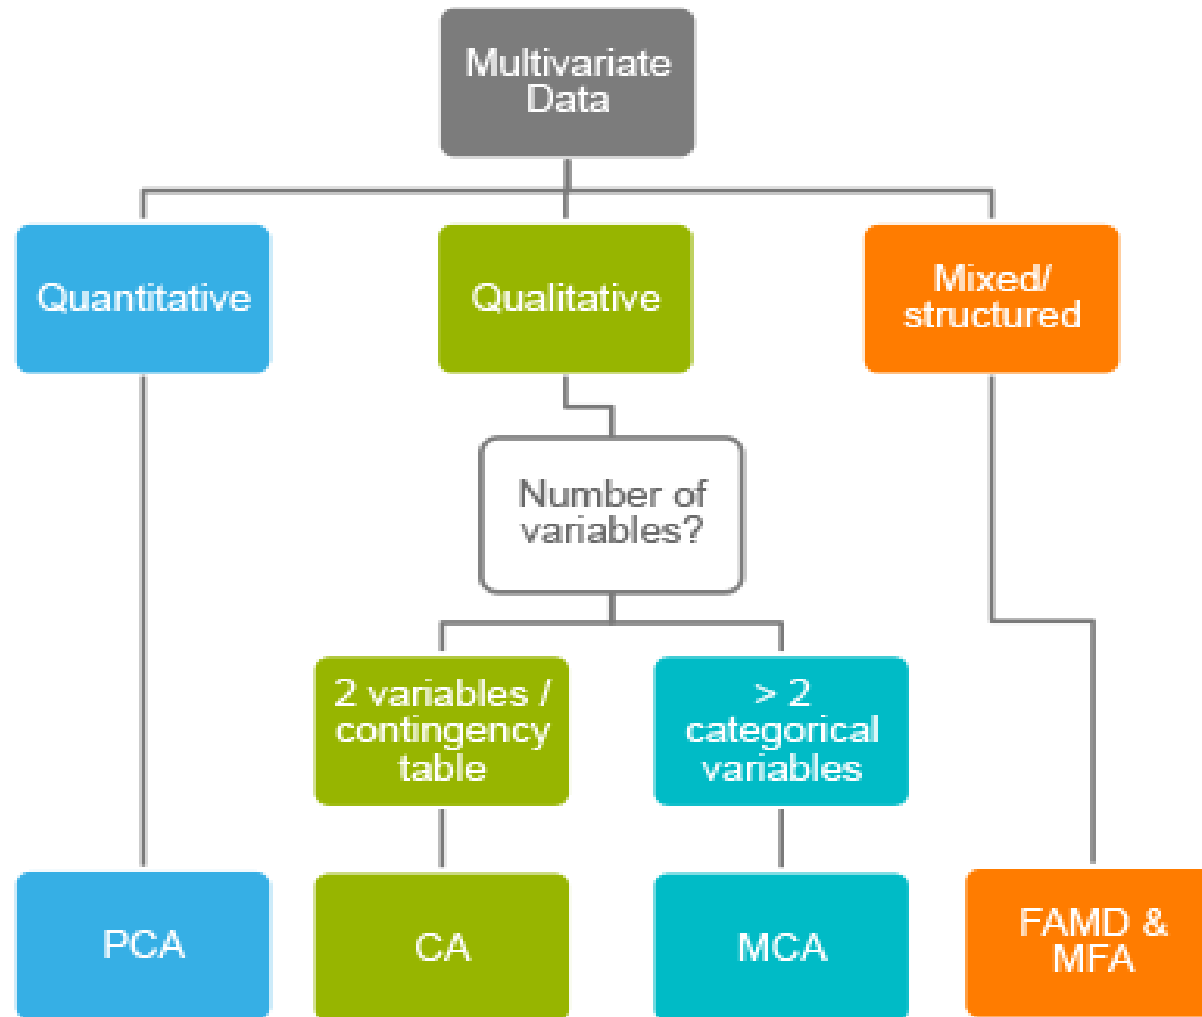 Multivariate
Data
Quantitative
Qualitative
Mixed/
structured
Number of
variables?
2 variables /
contingency
table
> 2
categorical
variables
PCA
CA
MCA
FAMD &
MFA